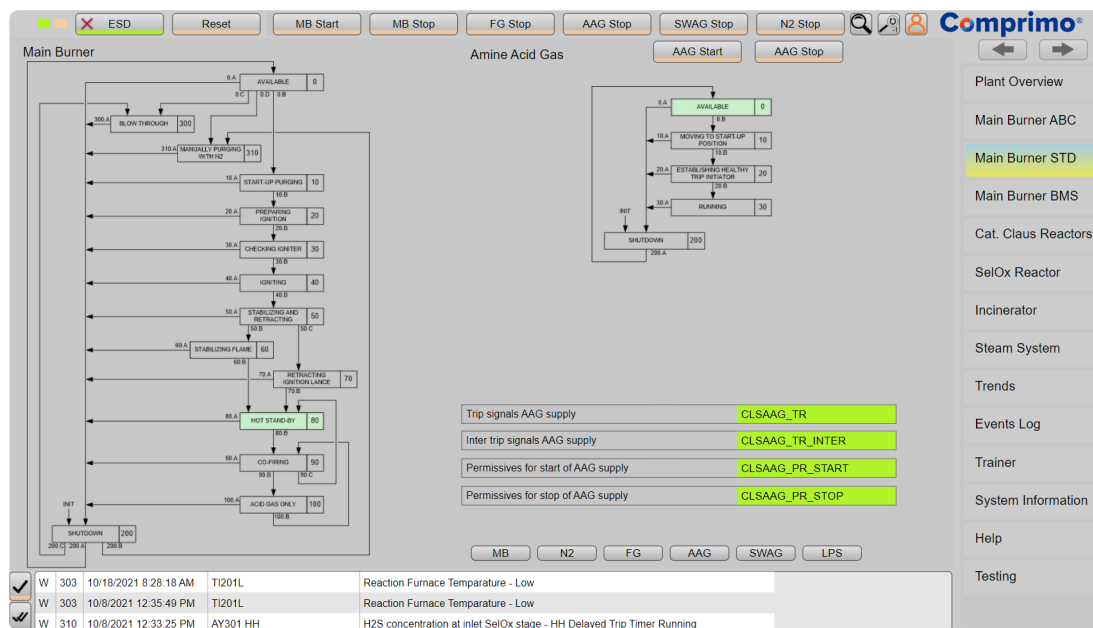 ESD Reset MB Start MB Stop FG Stop AAG Stop SWAG Stop N2 Stop
Comprimo
Main Burner
0.A AVAILABLE 0
0.C 0.D 0.B
300.A BLOW THROUGH 300
310.A MANUALLY PURGING WITH N2 310
10.A START-UP PURGING 10
10.B
20.A PREPARING IGNITION 20
20.B
30.A CHECKING IGNITER 30
30.B
40.A IGNITING 40
40.B
50.A STABILIZING AND RETRACTING 50
50.B 50.C
60.A STABILIZING FLAME 60
60.B
70.A RETRACTING IGNITION LANCE 70
70.B
80.A HOT STAND-BY 80
80.B
90.A CO-FIRING 90
90.B 90.C
100.A ACID GAS ONLY 100
100.B
INIT
SHUTDOWN 200
200.C 200.A 200.B
Amine Acid Gas
AAG Start AAG Stop
0.A AVAILABLE 0
0.B
10.A MOVING TO START-UP POSITION 10
10.B
20.A ESTABLISHING HEALTHY TRIP INITIATOR 20
20.B
30.A RUNNING 30
INIT
SHUTDOWN 200
200.A
Trip signals AAG supply CLSAAG_TR
Inter trip signals AAG supply CLSAAG_TR_INTER
Permissives for start of AAG supply CLSAAG_PR_START
Permissives for stop of AAG supply CLSAAG_PR_STOP
MB N2 FG AAG SWAG LPS
Plant Overview
Main Burner ABC
Main Burner STD
Main Burner BMS
Cat. Claus Reactors
SelOx Reactor
Incinerator
Steam System
Trends
Events Log
Trainer
System Information
Help
Testing
W 303 10/18/2021 8:28:18 AM TI201L Reaction Furnace Temparature - Low
W 303 10/8/2021 12:35:49 PM TI201L Reaction Furnace Temparature - Low
W 310 10/8/2021 12:33:25 PM AY301 HH H2S concentration at inlet SelOx stage - HH Delayed Trip Timer Running